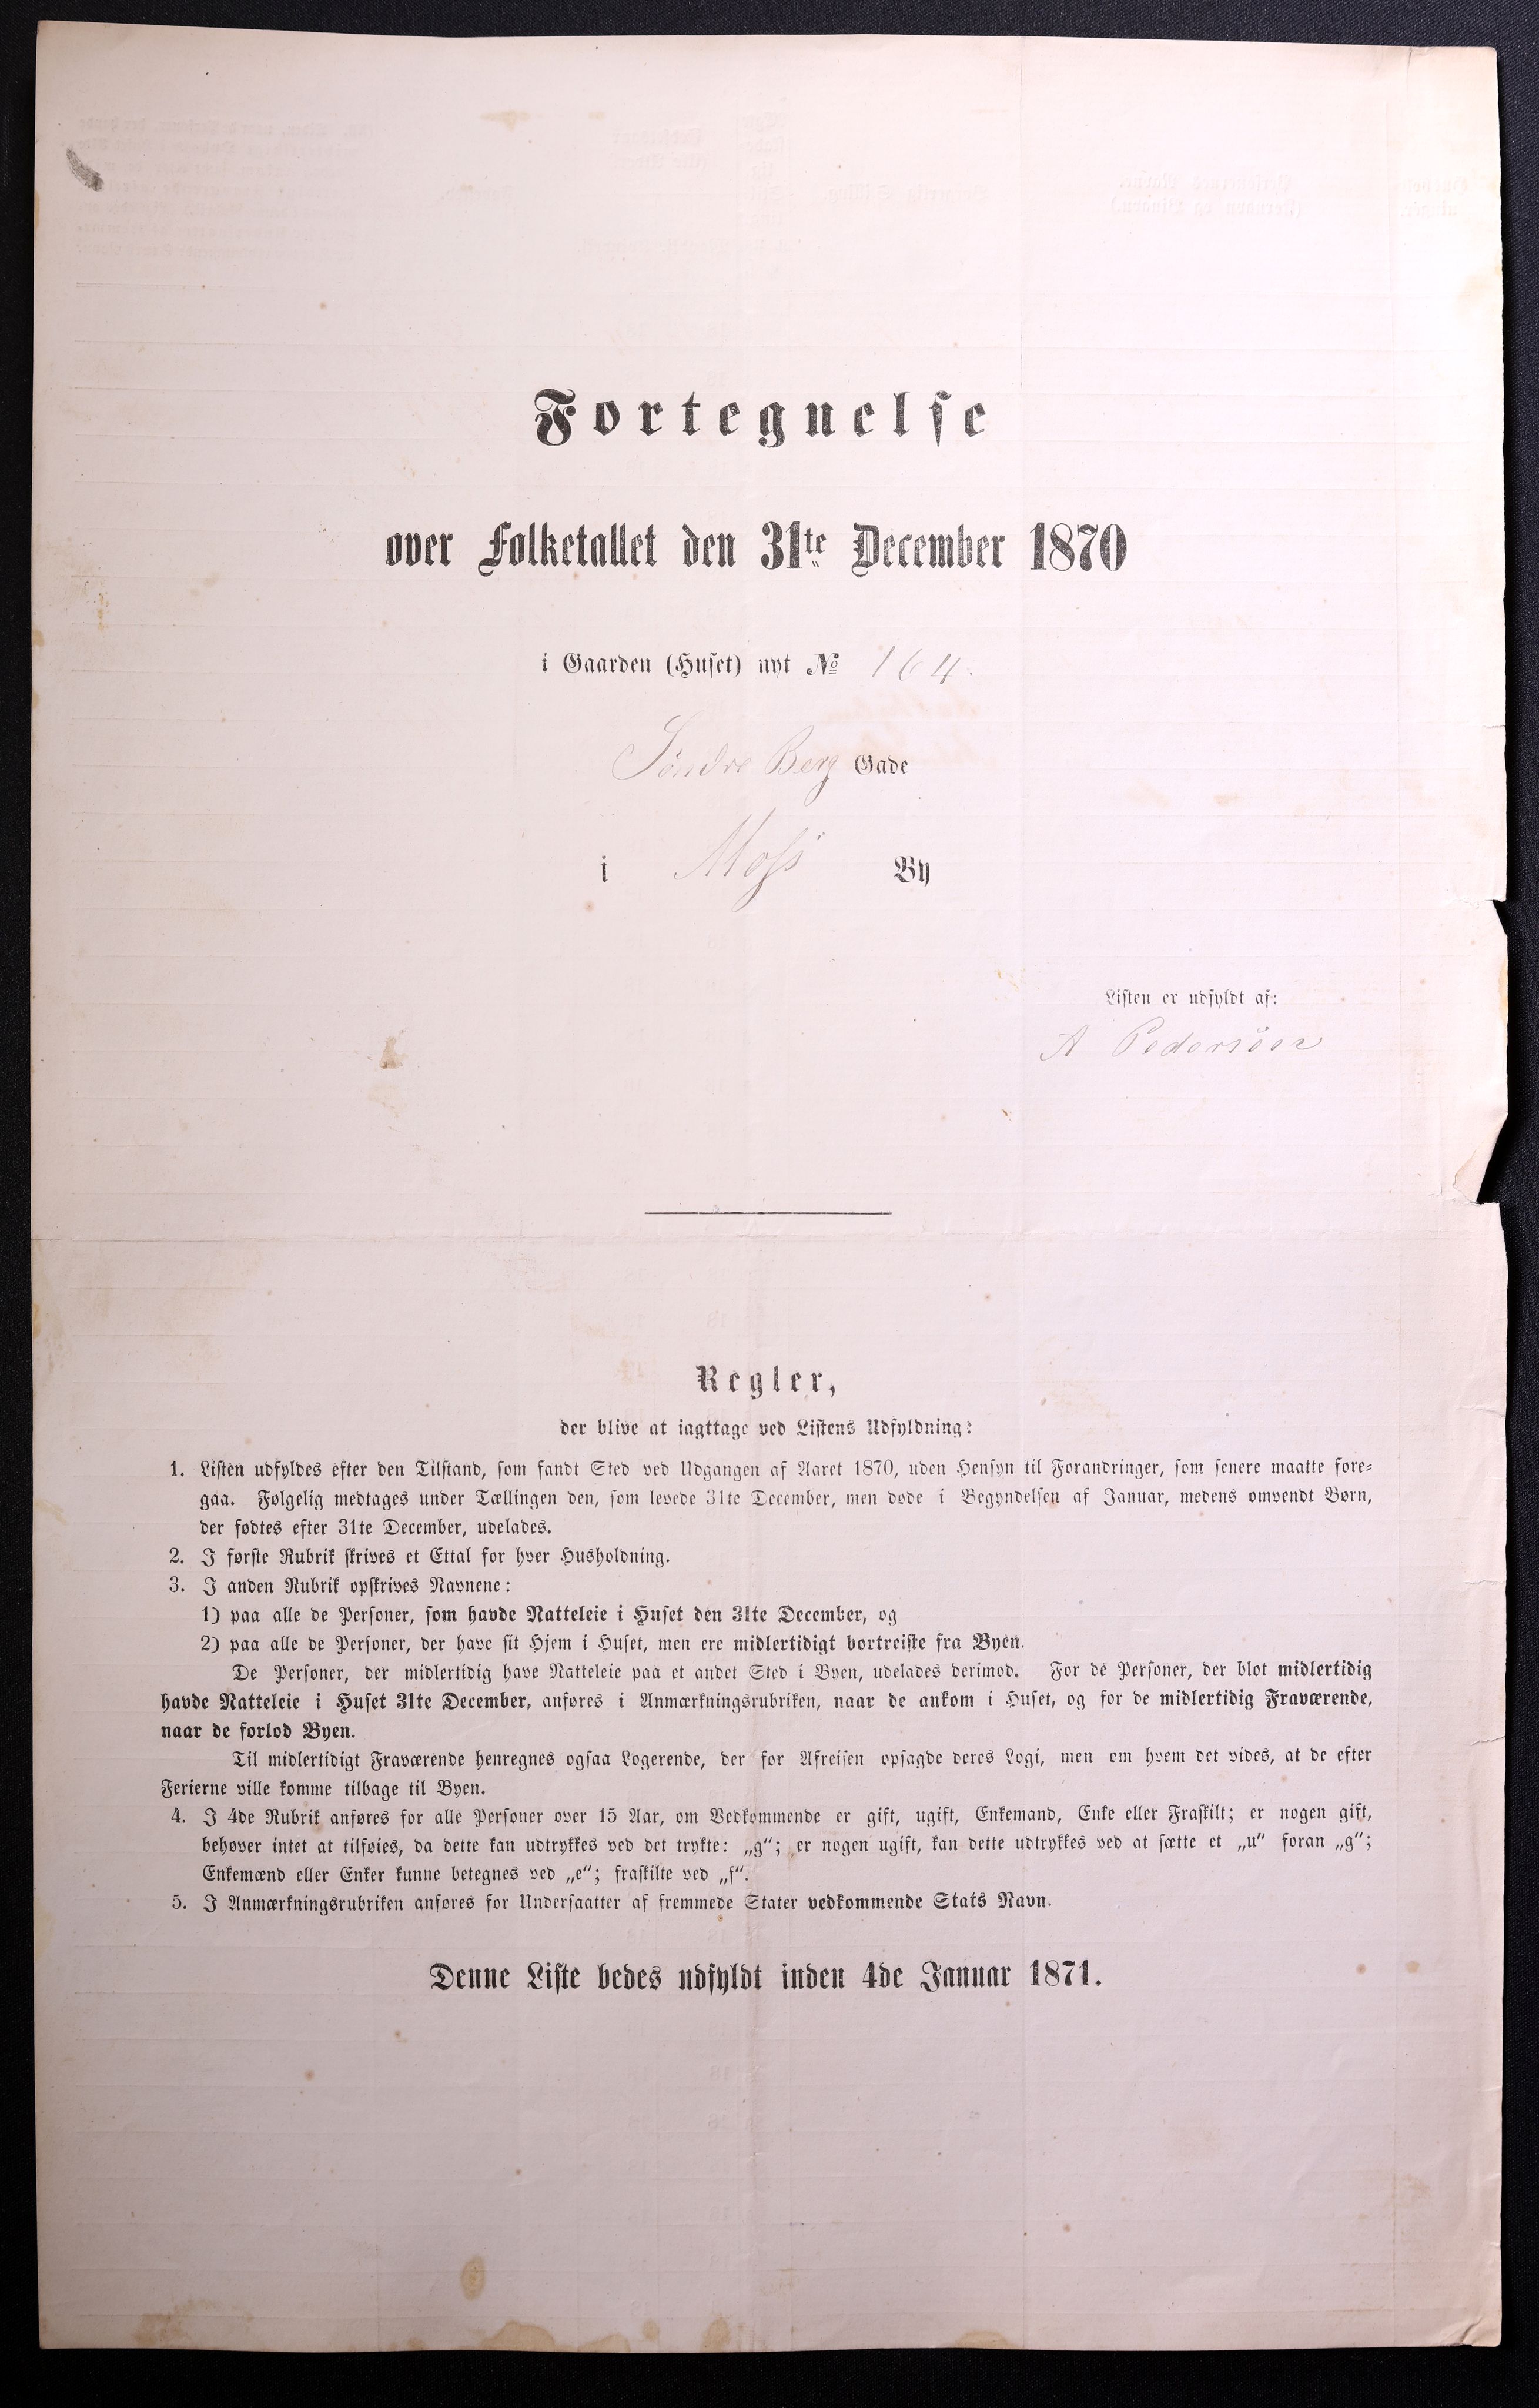 Fortegnelse
over Folketallet den 31te December 1870
i Gaarden (Huset) nyt No 164.
Søndre Berg Gade
i Moss By
Listen er udfyldt af:
A Pedersøen
Regler,
der blive at iagttage ved Listens Udfyldning:
1. Listen udfyldes efter den Tilstand, som fandt Sted ved Udgangen af Aaret 1870, uden Hensyn til Forandringer, som senere maatte fore-
gaa. Følgelig medtages under Tællingen den, som levede 31te December, men døde i Begyndelsen af Januar, medens omvendt Børn,
der fødtes efter 31te December, udelades.
2. I første Rubrik skrives et Ettal for hver Husholdning.
3. I anden Rubrik opskrives Navnene:
1) paa alle de Personer, som havde Natteleie i Huset den 31te December, og
2) paa alle de Personer, der have sit Hjem i Huset, men ere midlertidigt bortreiste fra Byen.
De Personer, der midlertidig have Natteleie paa et andet Sted i Byen, udelades derimod. For de Personer, der blot midlertidig
havde Natteleie i Huset 31te December, anføres i Anmærkningsrubriken, naar de ankom i Huset, og for de midlertidig Fraværende,
naar de forlod Byen.
Til midlertidigt Fraværende henregnes ogsaa Logerende, der før Afreisen opsagde deres Logi, men om hvem det vides, at de efter
Ferierne ville komme tilbage til Byen.
4. I 4de Rubrik anføres for alle Personer over 15 Aar, om Vedkommende er gift, ugift, Enkemand, Enke eller Fraskilt; er nogen gift,
behøver intet at tilføies, da dette kan udtrykkes ved det trykte: „g“; er nogen ugift, kan dette udtrykkes ved at sætte et „u“ foran „g“;
Enkemænd eller Enker kunne betegnes ved „e“; fraskilte ved „f“.
5. I Anmærkningsrubriken anføres for Undersaatter af fremmede Stater vedkommende Stats Navn.
Denne Liste bedes udfyldt inden 4de Januar 1871.